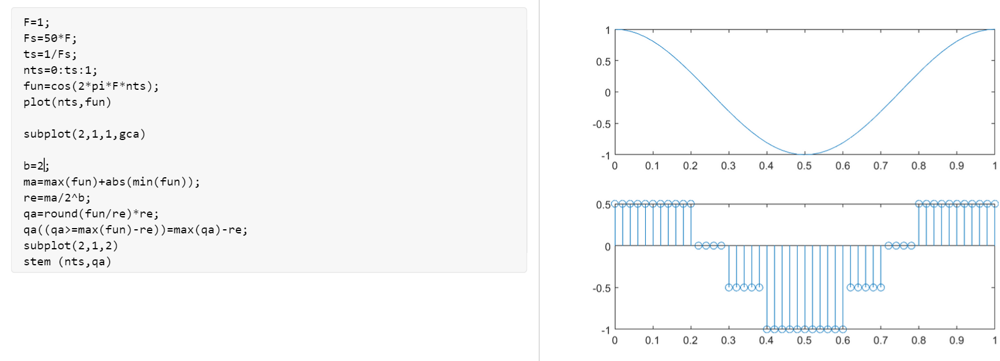 F=1;
Fs=50*F;
ts=1/Fs;
nts=0:ts:1;
fun=cos(2*pi*F*nts);
plot(nts,fun)
subplot(2,1,1,gca)
b=2;
ma=max(fun)+abs(min(fun));
re=ma/2^b;
qa=round(fun/re)*re;
qa((qa>=max(fun)-re))=max(qa)-re;
subplot(2,1,2)
stem (nts,qa)
1
0.5
0
-0.5
-1
0 0.1 0.2 0.3 0.4 0.5 0.6 0.7 0.8 0.9 1
0.5
0
-0.5
-1
0 0.1 0.2 0.3 0.4 0.5 0.6 0.7 0.8 0.9 1